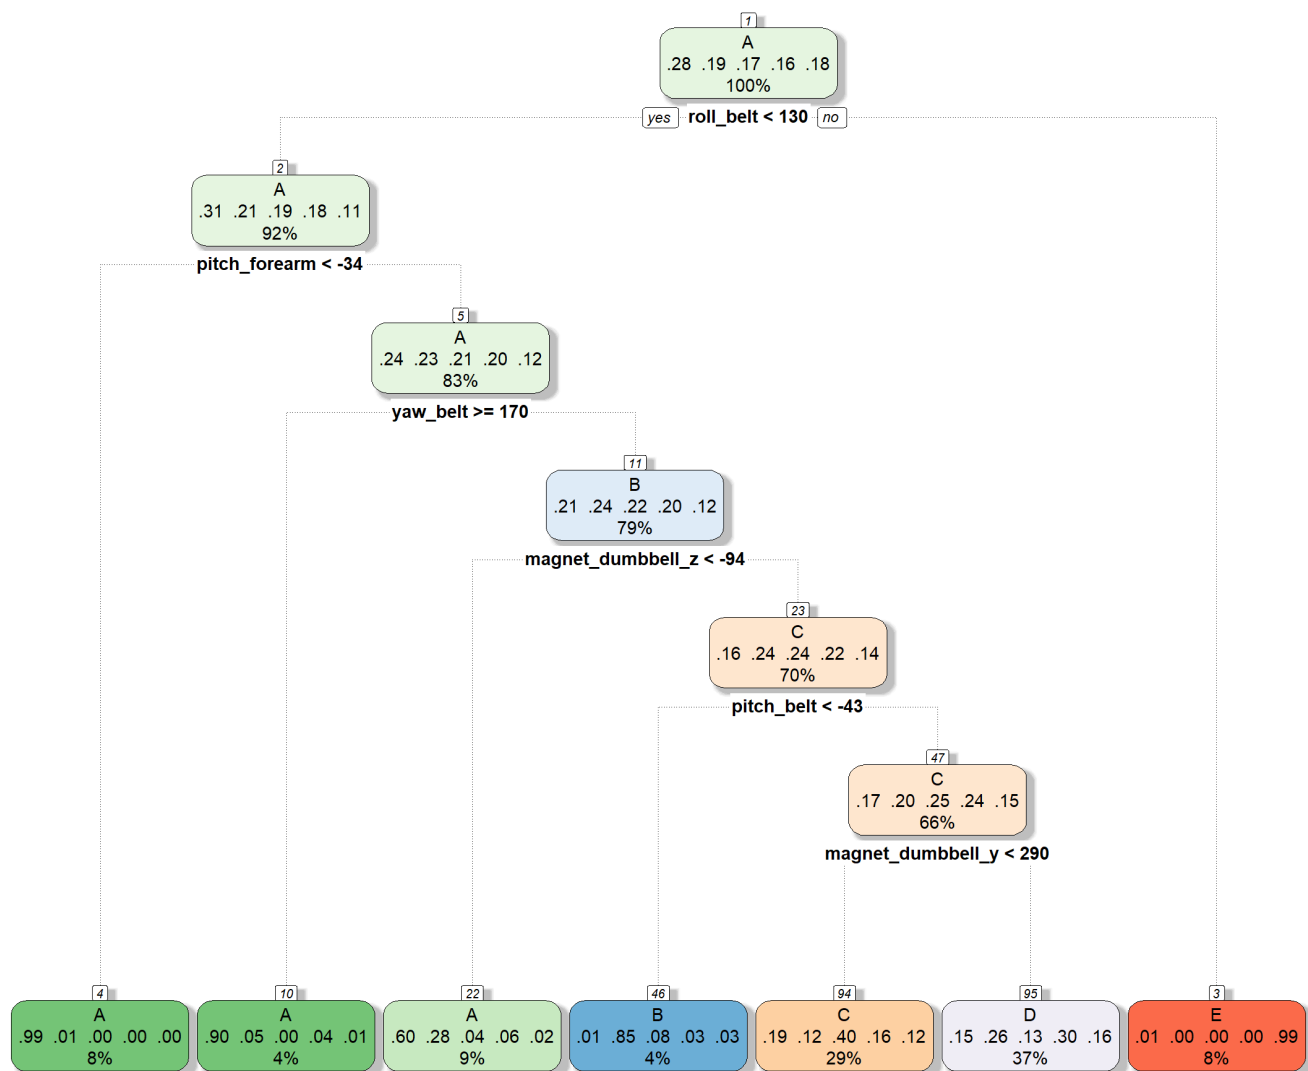 1
A
.28 .19 .17 .16 .18
100%
yes roll_belt < 130 no
2
A
.31 .21 .19 .18 .11
92%
pitch_forearm < -34
5
A
.24 .23 .21 .20 .12
83%
yaw_belt >= 170
11
B
.21 .24 .22 .20 .12
79%
magnet_dumbbell_z < -94
23
C
.16 .24 .24 .22 .14
70%
pitch_belt < -43
47
C
.17 .20 .25 .24 .15
66%
magnet_dumbbell_y < 290
4
A
.99 .01 .00 .00 .00
8%
10
A
.90 .05 .00 .04 .01
4%
22
A
.60 .28 .04 .06 .02
9%
46
B
.01 .85 .08 .03 .03
4%
94
C
.19 .12 .40 .16 .12
29%
95
D
.15 .26 .13 .30 .16
37%
3
E
.01 .00 .00 .00 .99
8%